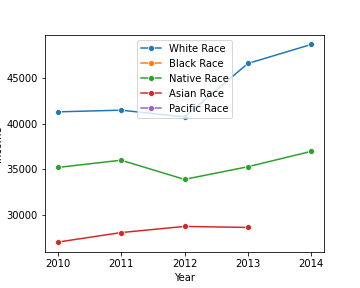 White Race
Black Race
Native Race
Asian Race
Pacific Race
45000
40000
35000
30000
2010 2011 2012 2013 2014
Year